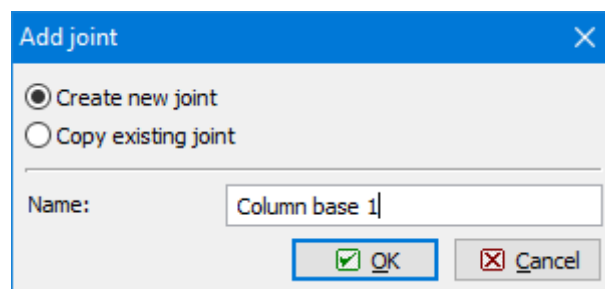 Add joint
Create new joint
Copy existing joint
Name: Column base 1
OK Cancel